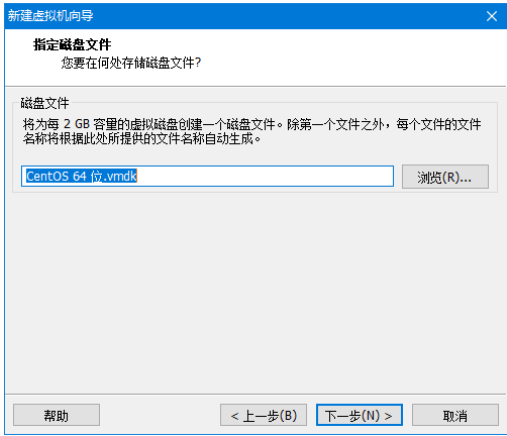 新建虚拟机向导
指定磁盘文件
您要在何处存储磁盘文件?
磁盘文件
将为每 2 GB 容量的虚拟磁盘创建一个磁盘文件。除第一个文件之外，每个文件的文件
名称将根据此处所提供的文件名称自动生成。
CentOS 64 位.vmdk
浏览(R)...
帮助
< 上一步(B)
下一步(N) >
取消